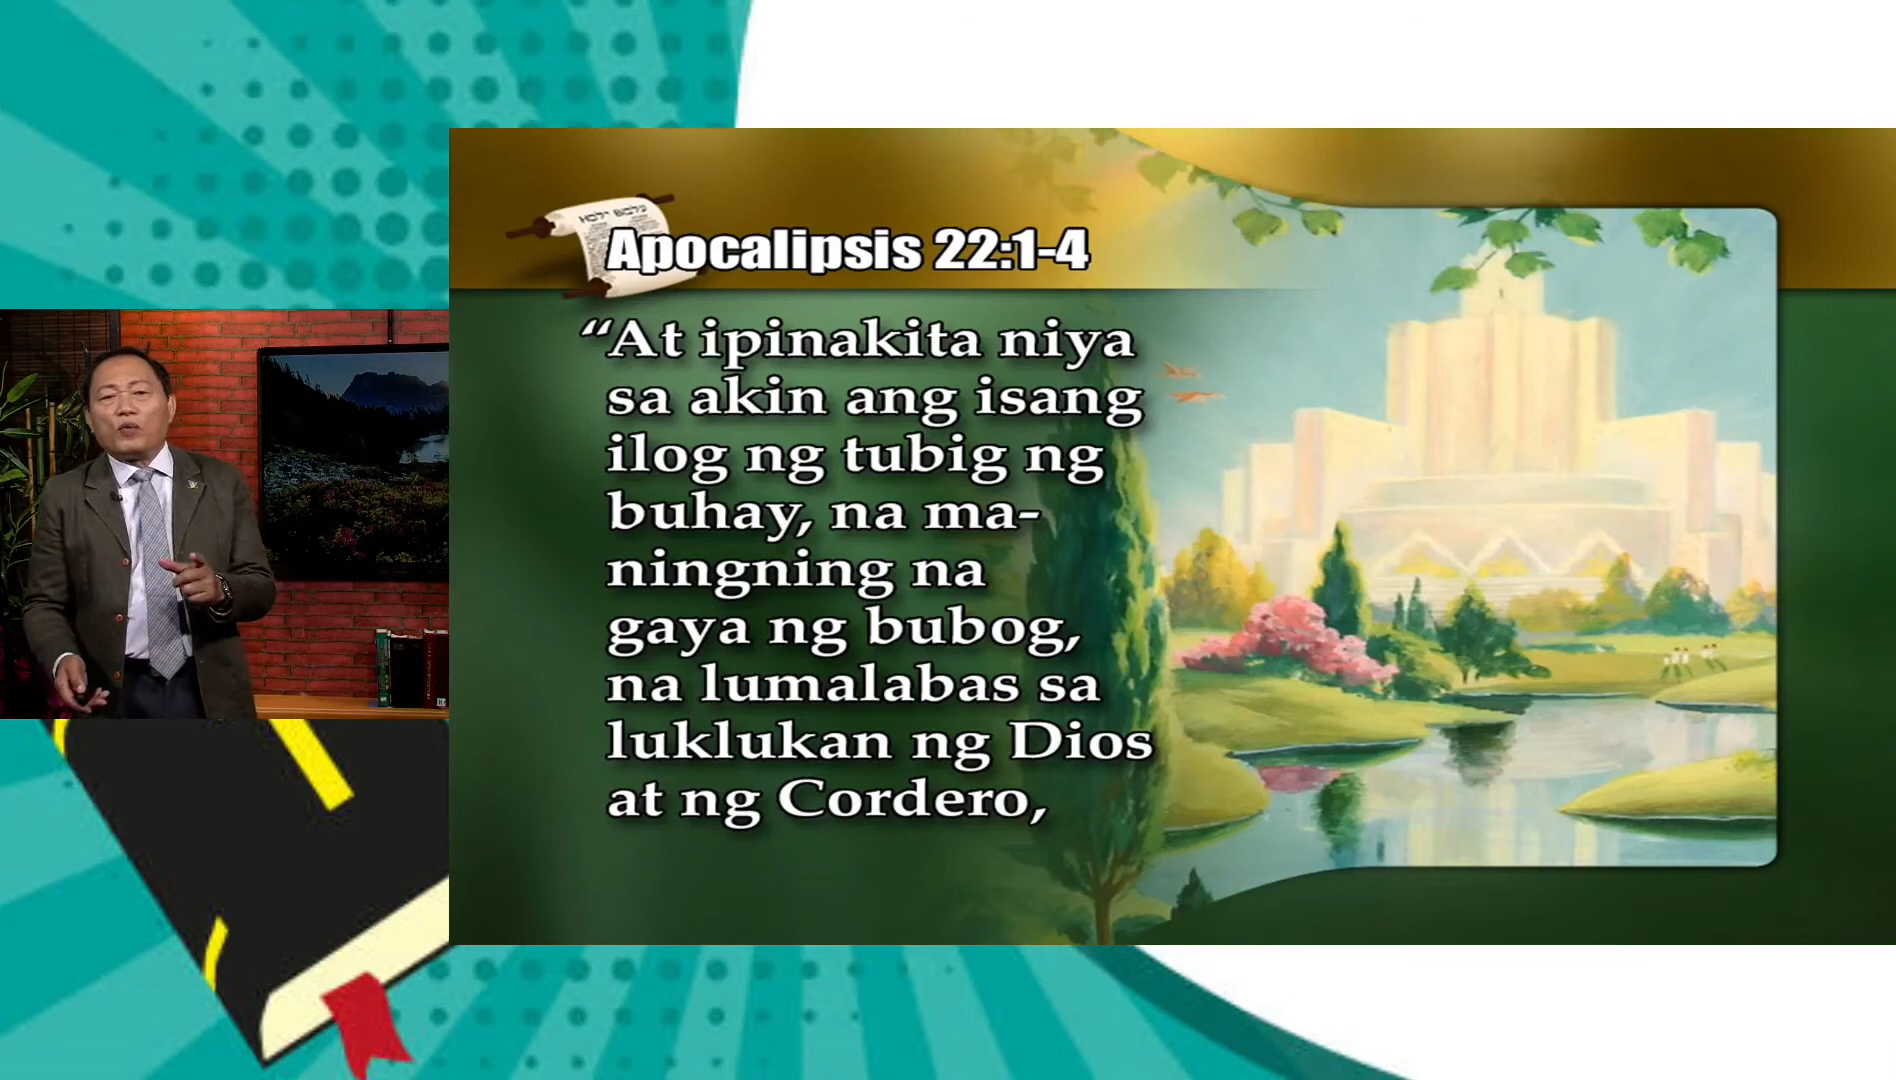 Apocalipsis 22:1-4
“At ipinakita niya
sa akin ang isang
ilog ng tubig ng
buhay, na ma-
ningning na
gaya ng bubog,
na lumalabas sa
luklukan ng Dios
at ng Cordero,